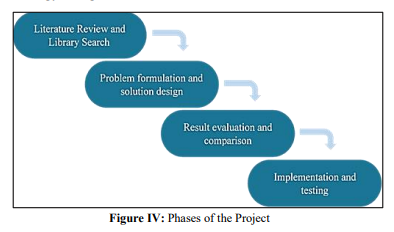 Literature Review and
Library Search
Problem formulation and
solution design
Result evaluation and
comparison
Implementation and
testing
Figure IV: Phases of the Project